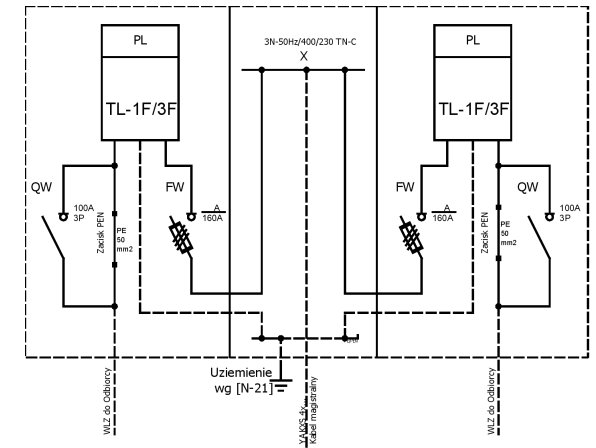 3N-50Hz/400/230 TN-C
X
PL
TL-1F/3F
QW
100A
3P
Zacisk PEN
PE
50
mm2
FW
A
160A
WLZ do Odbiorcy
PL
TL-1F/3F
FW
A
160A
Zacisk PEN
PE
50
mm2
QW
100A
3P
WLZ do Odbiorcy
Uziemienie
wg [N-21]
Kabel magistralny